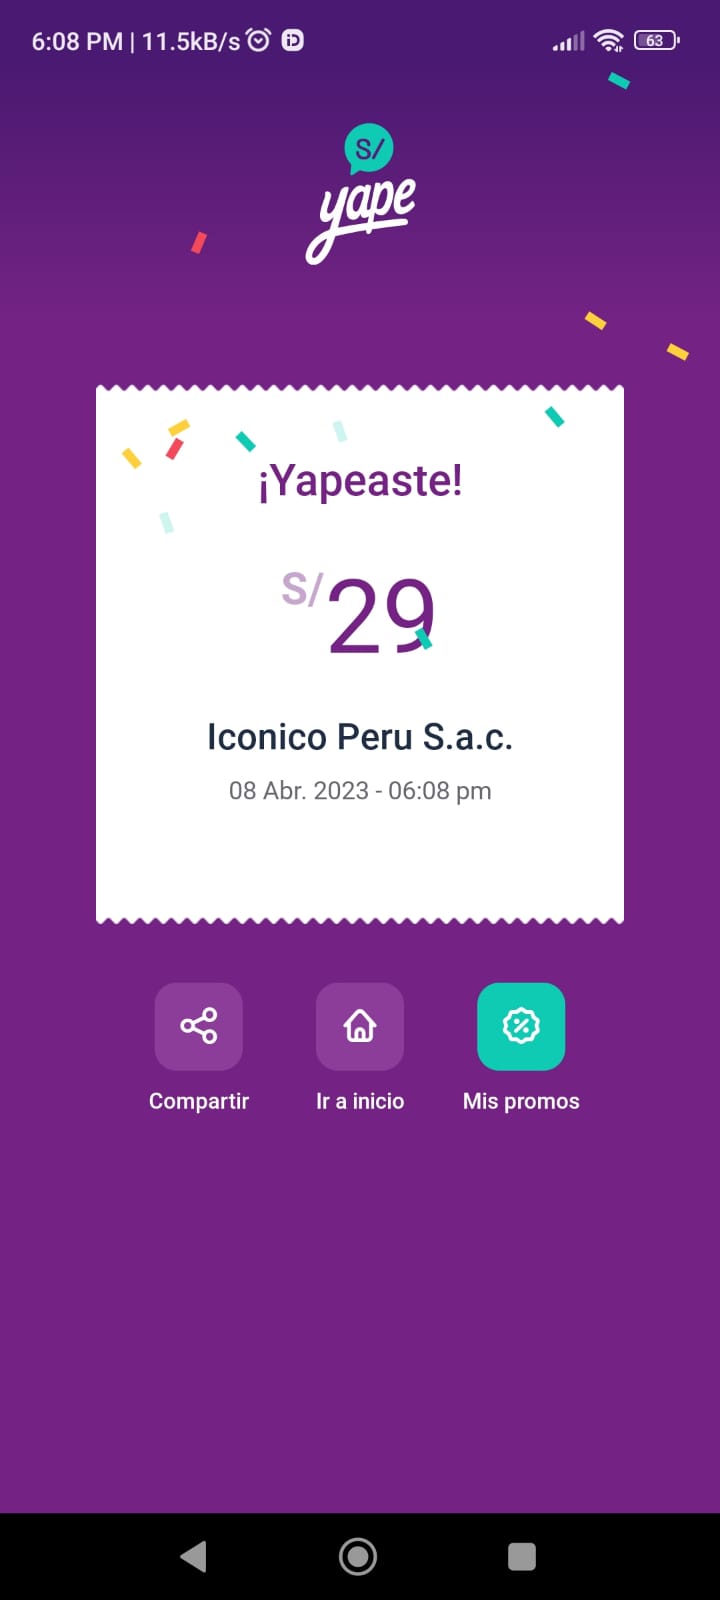 6:08 PM | 11.5kB/s iD 63
S/
yape
¡Yapeaste!
S/29
Iconico Peru S.a.c.
08 Abr. 2023 - 06:08 pm
Compartir Ir a inicio Mis promos